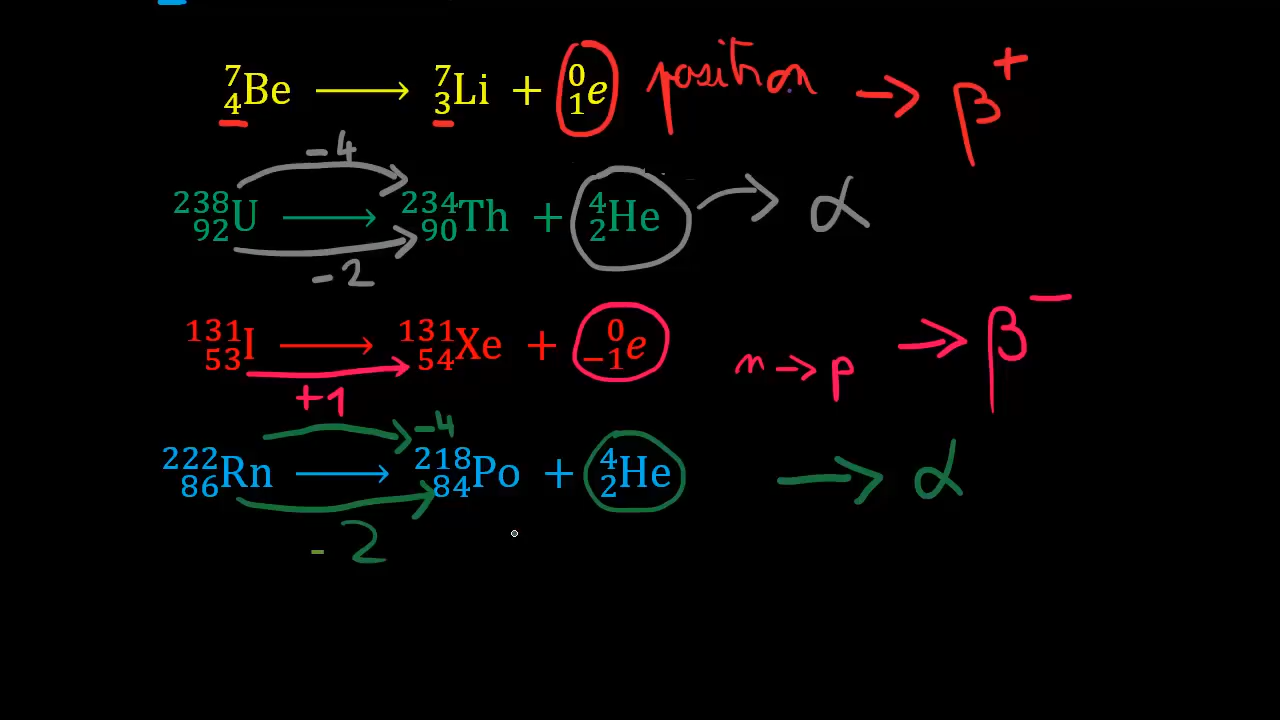 ⁷₄Be ⟶ ⁷₃Li + ⁰₁e positron → β⁺
-4
²³⁸₉₂U ⟶ ²³⁴₉₀Th + ⁴₂He → α
-2
¹³¹₅₃I ⟶ ¹³¹₅₄Xe + ⁰₋₁e n → p → β⁻
+1
-4
²²²₈₆Rn ⟶ ²¹⁸₈₄Po + ⁴₂He → α
-2